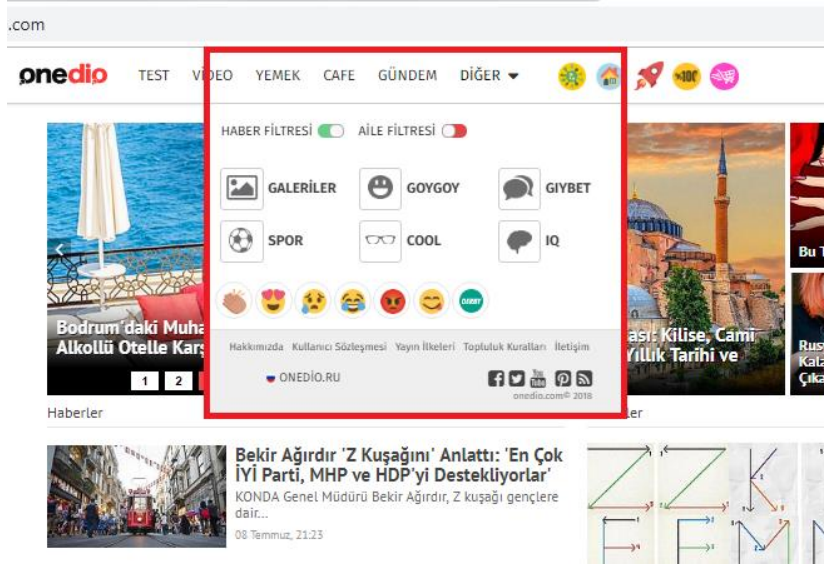 .com
onedio TEST VİDEO YEMEK CAFE GÜNDEM DİĞER %100
HABER FİLTRESİ AİLE FİLTRESİ
GALERİLER GOYGOY GIYBET
SPOR COOL IQ
Bodrum'daki Muha
Alkollü Otelle Karş
1 2
Hakkımızda Kullanıcı Sözleşmesi Yayın İlkeleri Topluluk Kuralları İletişim
ONEDİO.RU
You Tube
onedio.com© 2018
ası: Kilise, Cami
Yıllık Tarihi ve
Bu
Rus
Kala
Çıka
Haberler
ler
Bekir Ağırdır 'Z Kuşağını' Anlattı: 'En Çok
İYİ Parti, MHP ve HDP'yi Destekliyorlar'
KONDA Genel Müdürü Bekir Ağırdır, Z kuşağı gençlere
dair...
08 Temmuz, 21:23